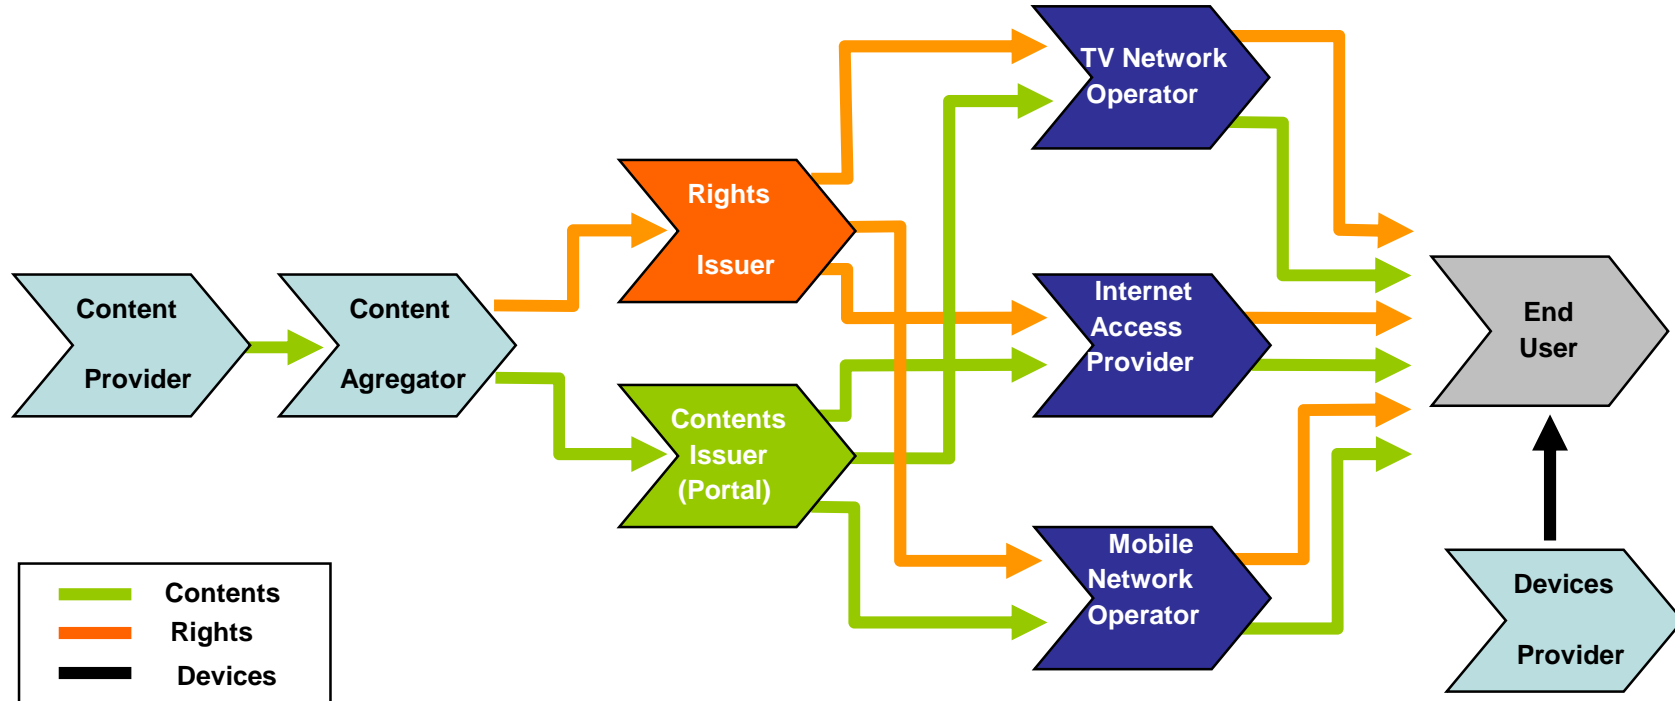 Content
Provider
Content
Agregator
Rights
Issuer
Contents
Issuer
(Portal)
TV Network
Operator
Internet
Access
Provider
Mobile
Network
Operator
End
User
Devices
Provider
Contents
Rights
Devices